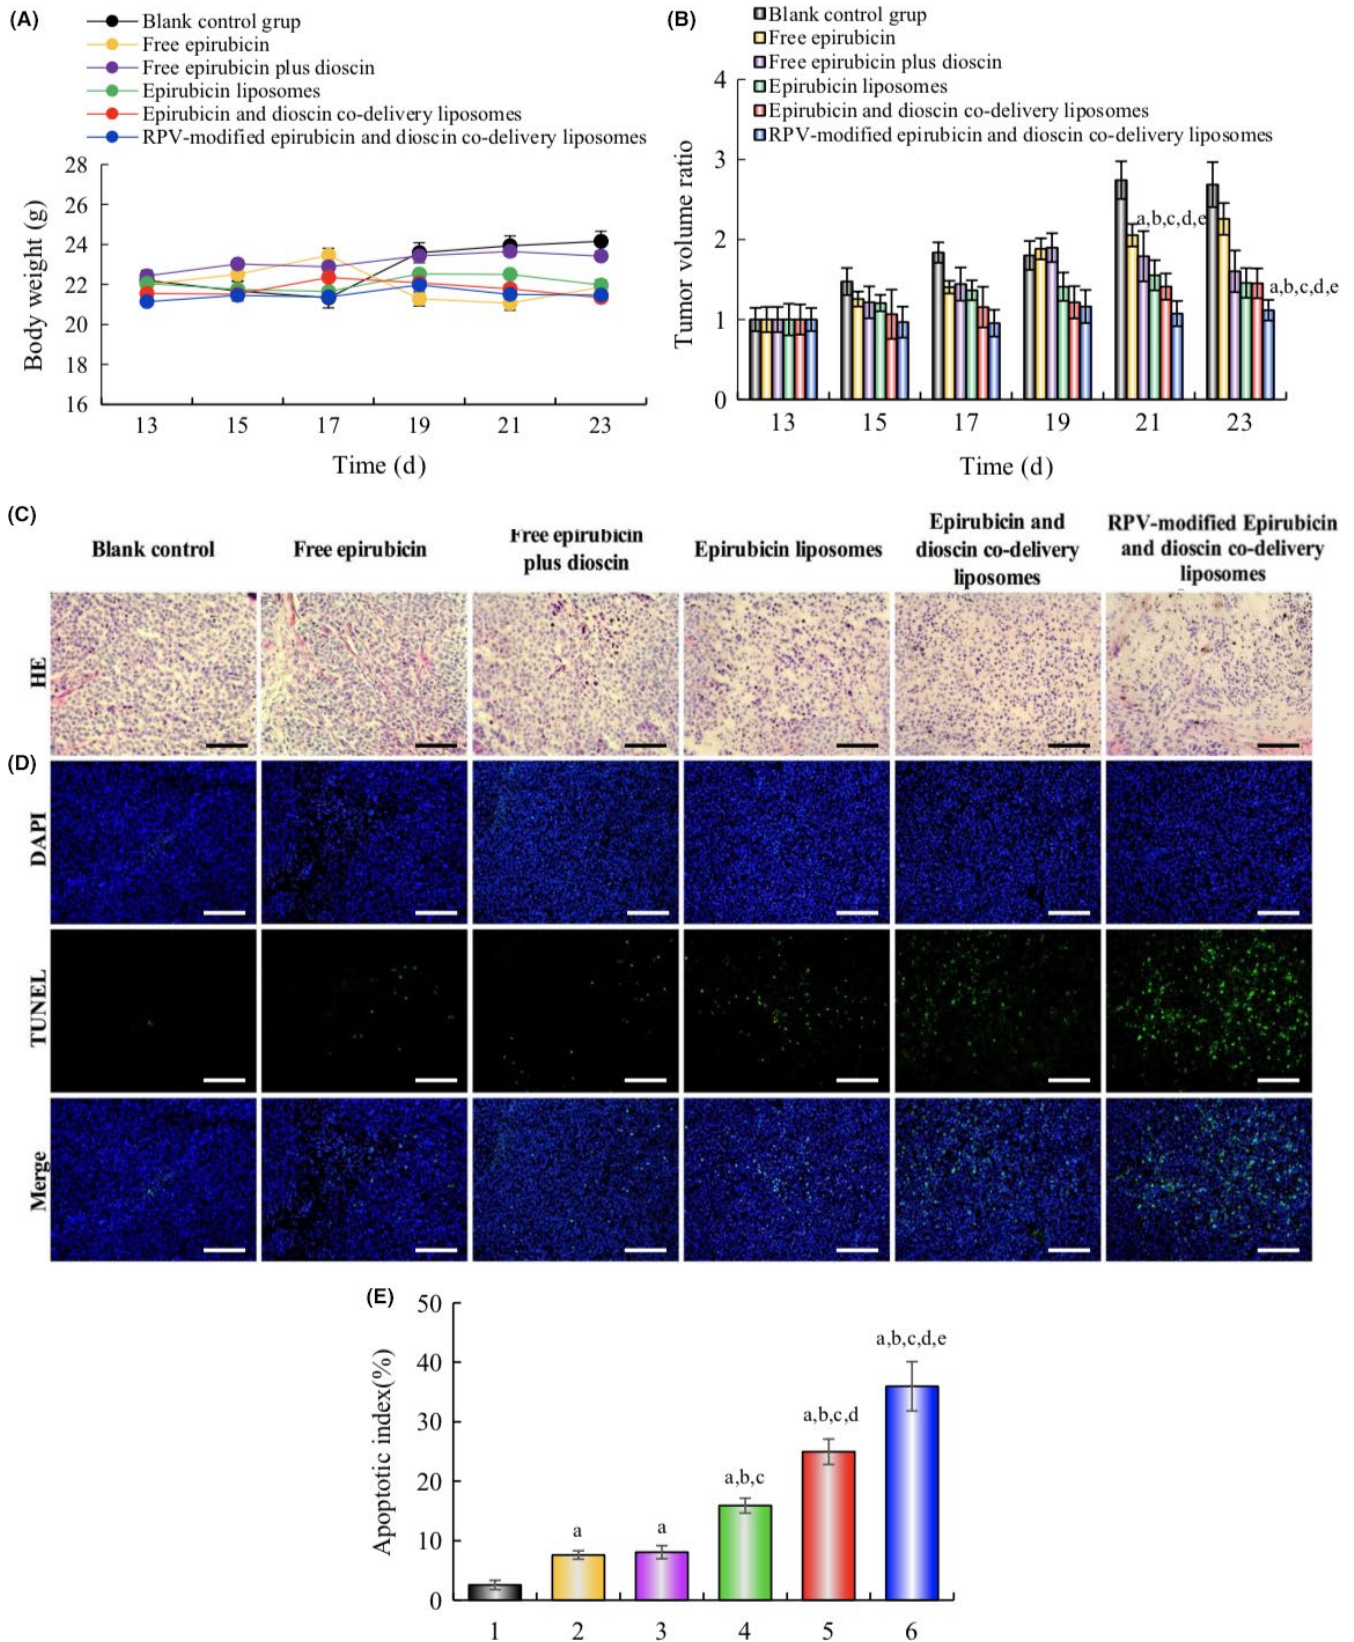 (A)
Blank control grup
Free epirubicin
Free epirubicin plus dioscin
Epirubicin liposomes
Epirubicin and dioscin co-delivery liposomes
RPV-modified epirubicin and dioscin co-delivery liposomes
28
26
24
22
20
18
16
Body weight (g)
13 15 17 19 21 23
Time (d)
(B)
Blank control grup
Free epirubicin
Free epirubicin plus dioscin
Epirubicin liposomes
Epirubicin and dioscin co-delivery liposomes
RPV-modified epirubicin and dioscin co-delivery liposomes
4
3
2
1
0
Tumor volume ratio
a,b,c,d,e
a,b,c,d,e
13 15 17 19 21 23
Time (d)
(C)
Blank control
Free epirubicin
Free epirubicin
plus dioscin
Epirubicin liposomes
Epirubicin and
dioscin co-delivery
liposomes
RPV-modified Epirubicin
and dioscin co-delivery
liposomes
HE
(D)
DAPI
TUNEL
Merge
(E)
50
40
30
20
10
0
Apoptotic index(%)
a
a
a,b,c
a,b,c,d
a,b,c,d,e
1 2 3 4 5 6